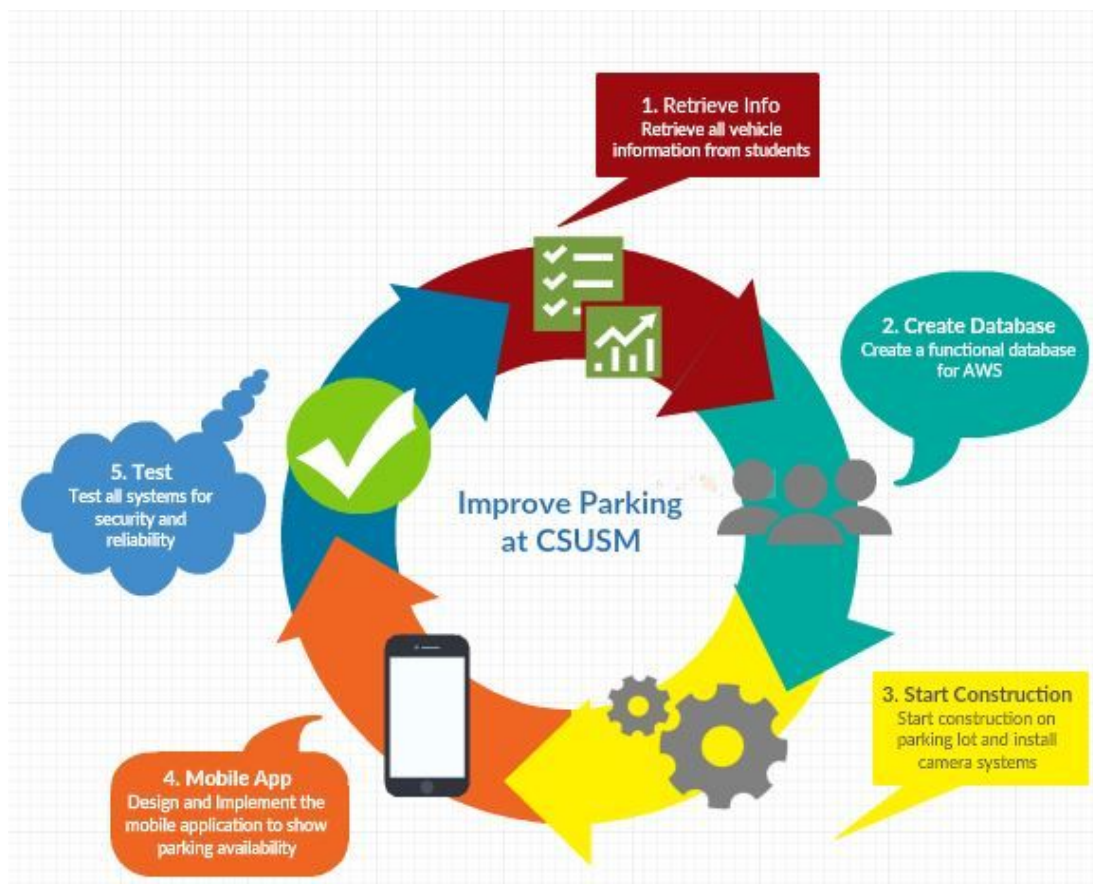 1. Retrieve Info
Retrieve all vehicle
information from students
2. Create Database
Create a functional database
for AWS
Improve Parking
at CSUSM
3. Start Construction
Start construction on
parking lot and install
camera systems
4. Mobile App
Design and Implement the
mobile application to show
parking availability
5. Test
Test all systems for
security and
reliability